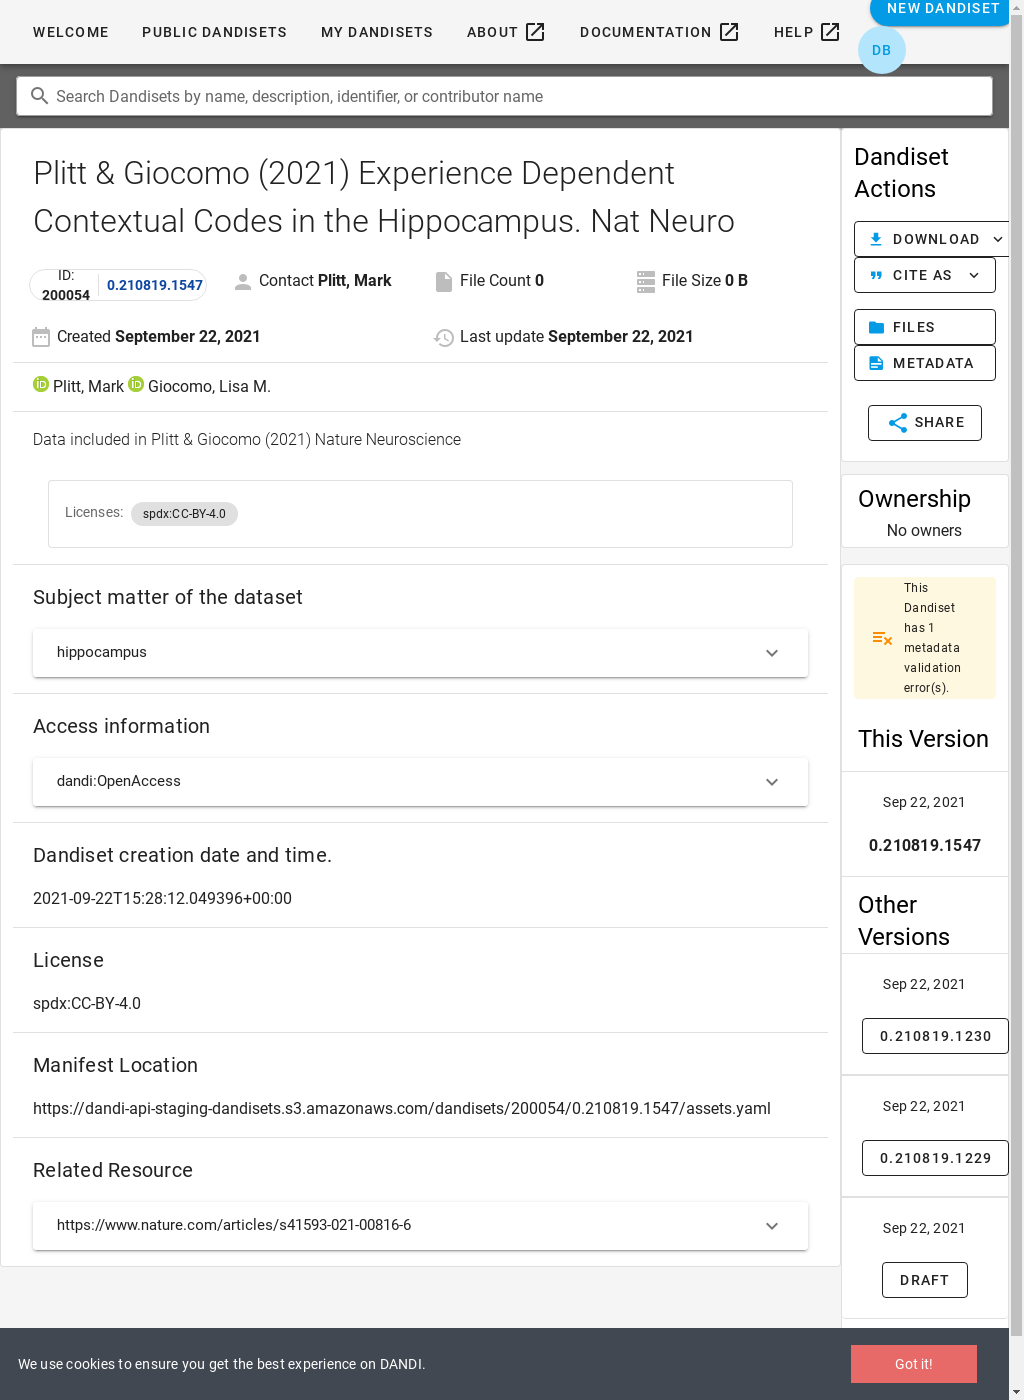 WELCOME PUBLIC DANDISETS MY DANDISETS ABOUT DOCUMENTATION HELP NEW DANDISET
DB
Search Dandisets by name, description, identifier, or contributor name
Plitt & Giocomo (2021) Experience Dependent
Contextual Codes in the Hippocampus. Nat Neuro
ID:
200054 0.210819.1547 Contact Plitt, Mark File Count 0 File Size 0 B
Created September 22, 2021 Last update September 22, 2021
Plitt, Mark Giocomo, Lisa M.
Data included in Plitt & Giocomo (2021) Nature Neuroscience
Licenses: spdx:CC-BY-4.0
Subject matter of the dataset
hippocampus
Access information
dandi:OpenAccess
Dandiset creation date and time.
2021-09-22T15:28:12.049396+00:00
License
spdx:CC-BY-4.0
Manifest Location
https://dandi-api-staging-dandisets.s3.amazonaws.com/dandisets/200054/0.210819.1547/assets.yaml
Related Resource
https://www.nature.com/articles/s41593-021-00816-6
Dandiset
Actions
DOWNLOAD
CITE AS
FILES
METADATA
SHARE
Ownership
No owners
This
Dandiset
has 1
metadata
validation
error(s).
This Version
Sep 22, 2021
0.210819.1547
Other
Versions
Sep 22, 2021
0.210819.1230
Sep 22, 2021
0.210819.1229
Sep 22, 2021
DRAFT
We use cookies to ensure you get the best experience on DANDI.
Got it!